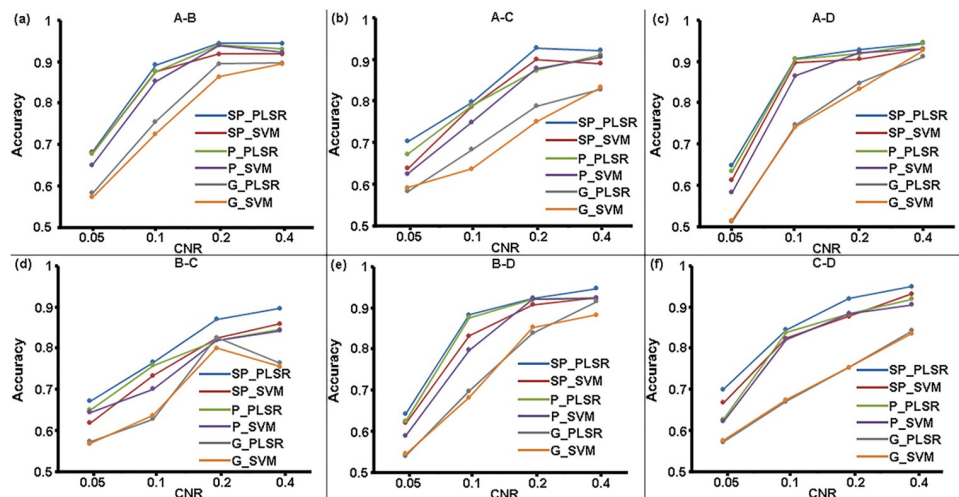 (a)
A-B
1
0.9
0.8
0.7
0.6
0.5
Accuracy
0.05 0.1 0.2 0.4
CNR
SP_PLSR
SP_SVM
P_PLSR
P_SVM
G_PLSR
G_SVM
(b)
A-C
1
0.9
0.8
0.7
0.6
0.5
Accuracy
0.05 0.1 0.2 0.4
CNR
SP_PLSR
SP_SVM
P_PLSR
P_SVM
G_PLSR
G_SVM
(c)
A-D
1
0.9
0.8
0.7
0.6
0.5
Accuracy
0.05 0.1 0.2 0.4
CNR
SP_PLSR
SP_SVM
P_PLSR
P_SVM
G_PLSR
G_SVM
(d)
B-C
1
0.9
0.8
0.7
0.6
0.5
Accuracy
0.05 0.1 0.2 0.4
CNR
SP_PLSR
SP_SVM
P_PLSR
P_SVM
G_PLSR
G_SVM
(e)
B-D
1
0.9
0.8
0.7
0.6
0.5
Accuracy
0.05 0.1 0.2 0.4
CNR
SP_PLSR
SP_SVM
P_PLSR
P_SVM
G_PLSR
G_SVM
(f)
C-D
1
0.9
0.8
0.7
0.6
0.5
Accuracy
0.05 0.1 0.2 0.4
CNR
SP_PLSR
SP_SVM
P_PLSR
P_SVM
G_PLSR
G_SVM